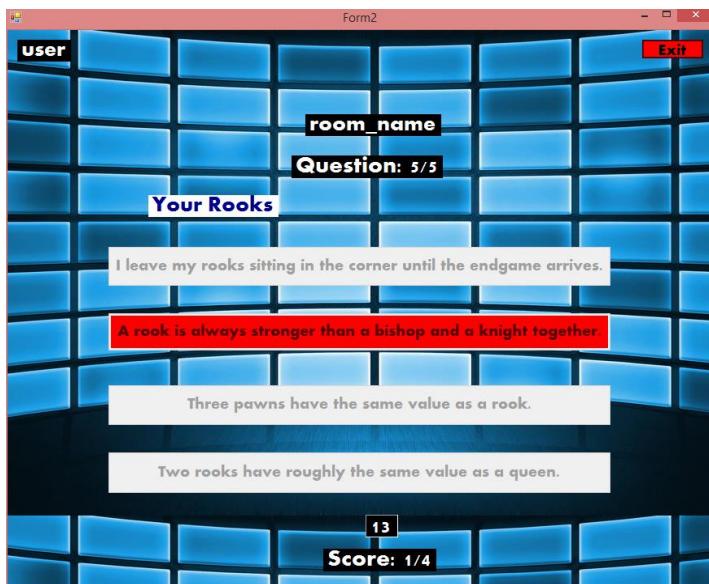 Form2
user
Exit
room_name
Question: 5/5
Your Rooks
I leave my rooks sitting in the corner until the endgame arrives.
A rook is always stronger than a bishop and a knight together.
Three pawns have the same value as a rook.
Two rooks have roughly the same value as a queen.
13
Score: 1/4